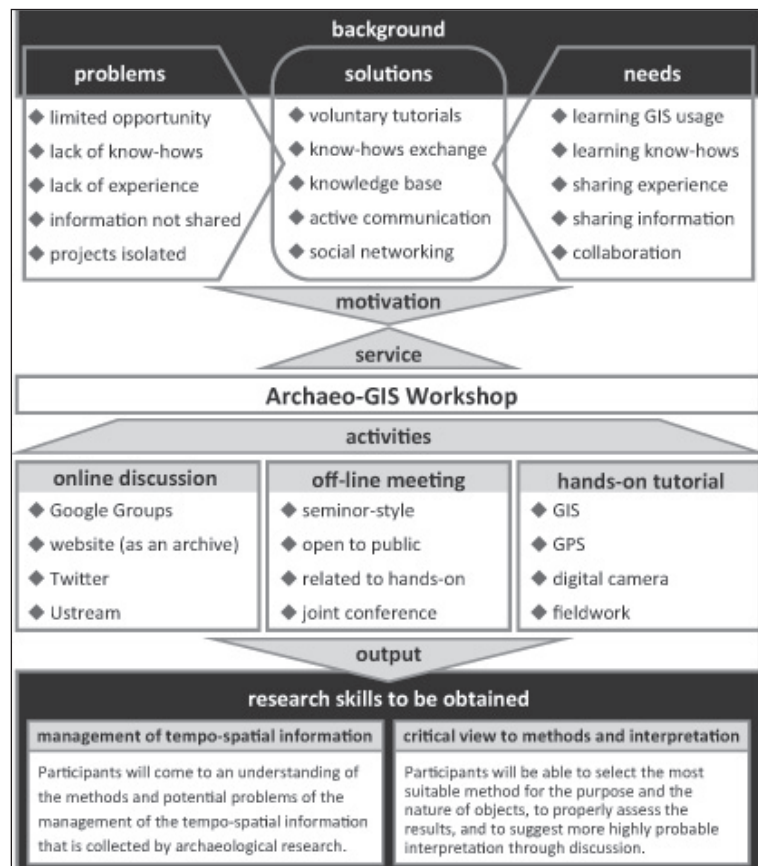 background
problems
◆ limited opportunity
◆ lack of know-hows
◆ lack of experience
◆ information not shared
◆ projects isolated
solutions
◆ voluntary tutorials
◆ know-hows exchange
◆ knowledge base
◆ active communication
◆ social networking
needs
◆ learning GIS usage
◆ learning know-hows
◆ sharing experience
◆ sharing information
◆ collaboration
motivation
service
Archaeo-GIS Workshop
activities
online discussion
◆ Google Groups
◆ website (as an archive)
◆ Twitter
◆ Ustream
off-line meeting
◆ seminor-style
◆ open to public
◆ related to hands-on
◆ joint conference
hands-on tutorial
◆ GIS
◆ GPS
◆ digital camera
◆ fieldwork
output
research skills to be obtained
management of tempo-spatial information
Participants will come to an understanding of
the methods and potential problems of the
management of the tempo-spatial information
that is collected by archaeological research.
critical view to methods and interpretation
Participants will be able to select the most
suitable method for the purpose and the
nature of objects, to properly assess the
results, and to suggest more highly probable
interpretation through discussion.